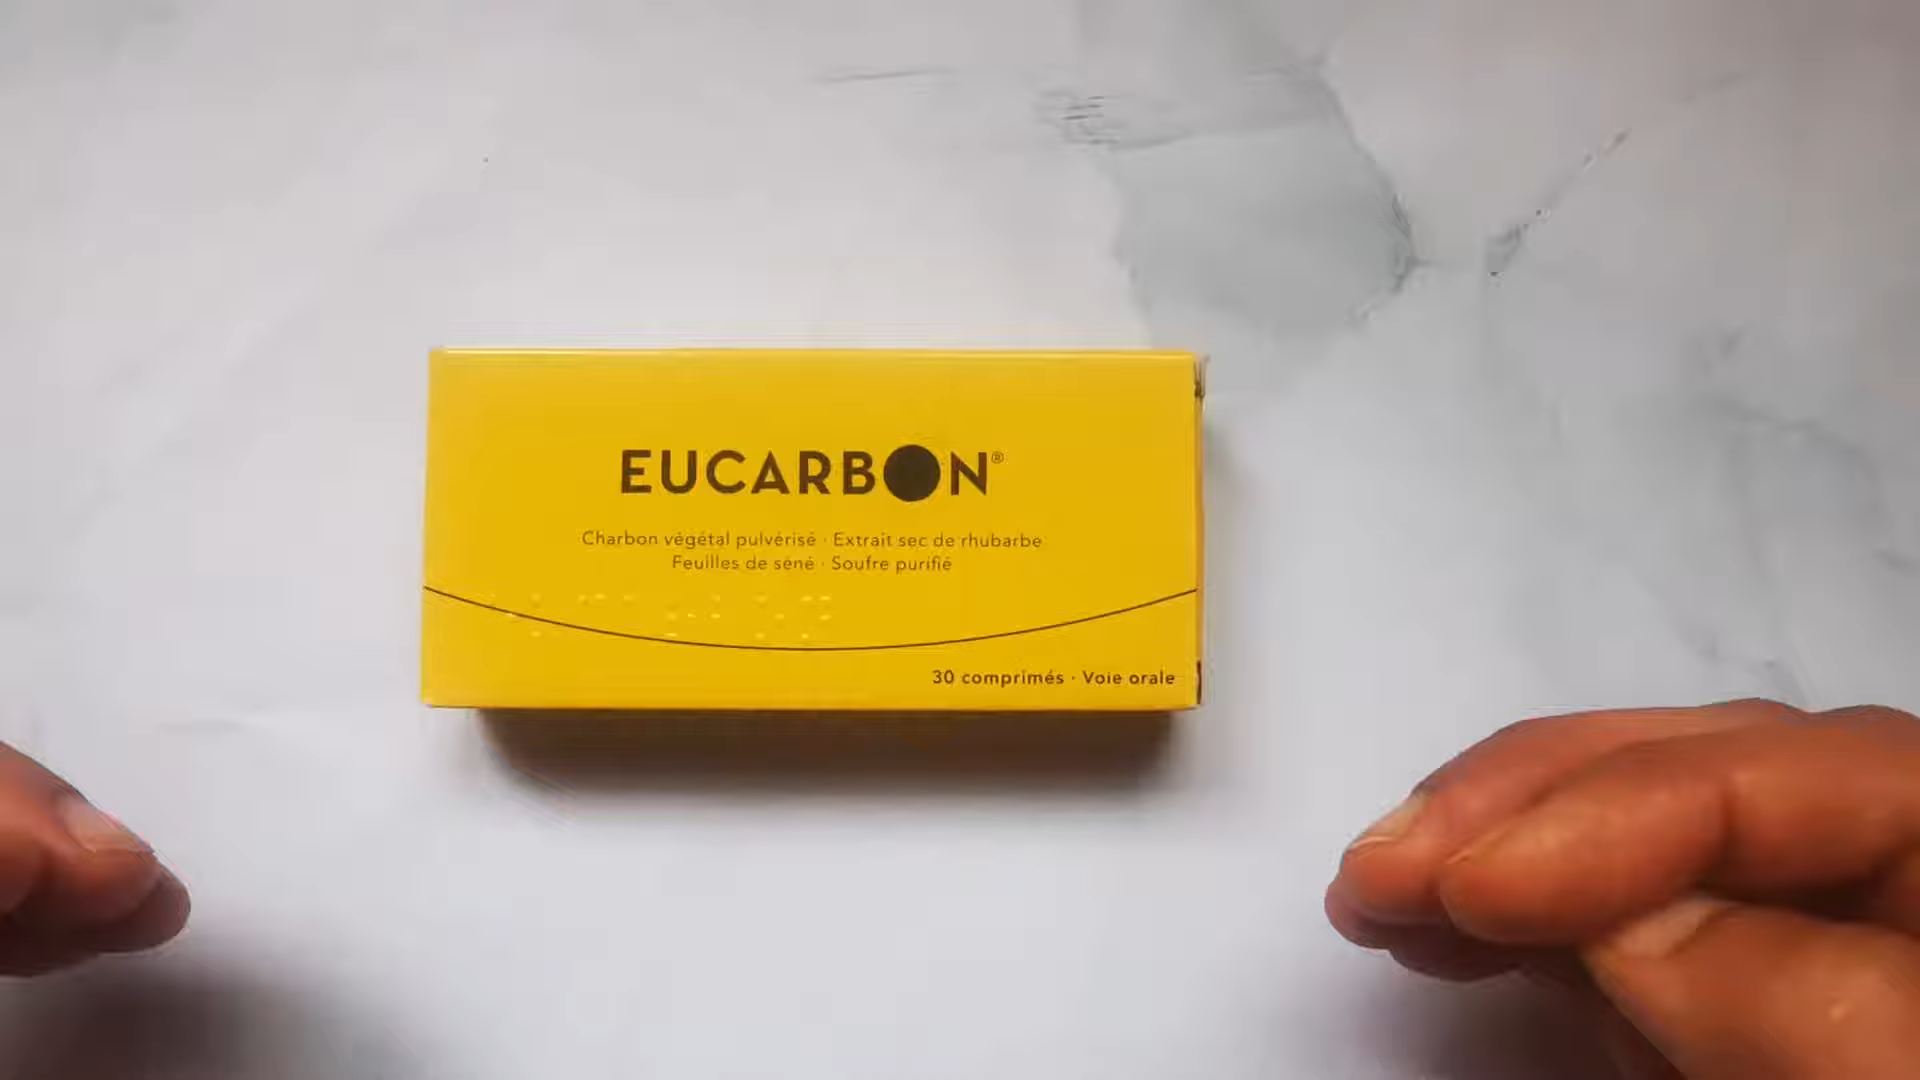 EUCARBON®
Charbon végétal pulvérisé · Extrait sec de rhubarbe
Feuilles de séné · Soufre purifié
30 comprimés · Voie orale